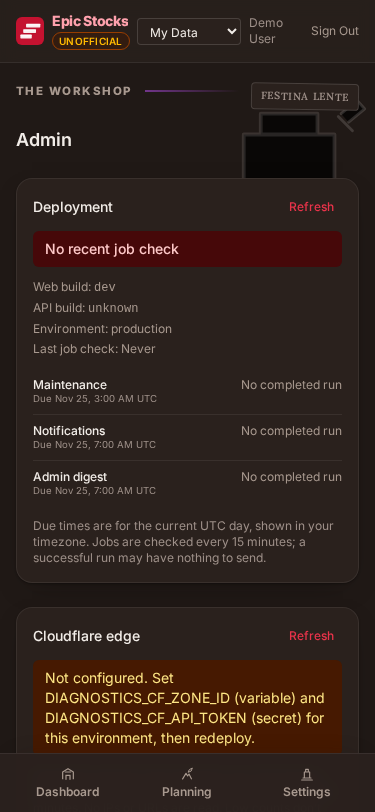 Epic Stocks
UNOFFICIAL
My Data
Demo
User
Sign Out
THE WORKSHOP
FESTINA LENTE
Admin
Deployment
Refresh
No recent job check
Web build: dev
API build: unknown
Environment: production
Last job check: Never
Maintenance
No completed run
Due Nov 25, 3:00 AM UTC
Notifications
No completed run
Due Nov 25, 7:00 AM UTC
Admin digest
No completed run
Due Nov 25, 7:00 AM UTC
Due times are for the current UTC day, shown in your
timezone. Jobs are checked every 15 minutes; a
successful run may have nothing to send.
Cloudflare edge
Refresh
Not configured. Set
DIAGNOSTICS_CF_ZONE_ID (variable) and
DIAGNOSTICS_CF_API_TOKEN (secret) for
this environment, then redeploy.
Dashboard
Planning
Settings